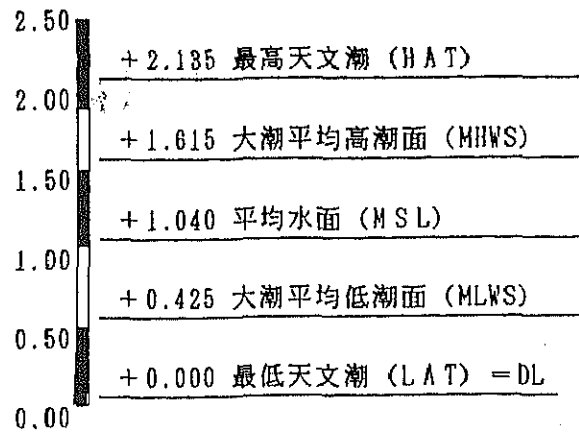 2.50
+2.135 最高天文潮 (HAT)
2.00
+1.615 大潮平均高潮面 (MHWS)
1.50
+1.040 平均水面 (MSL)
1.00
+0.425 大潮平均低潮面 (MLWS)
0.50
+0.000 最低天文潮 (LAT) =DL
0.00